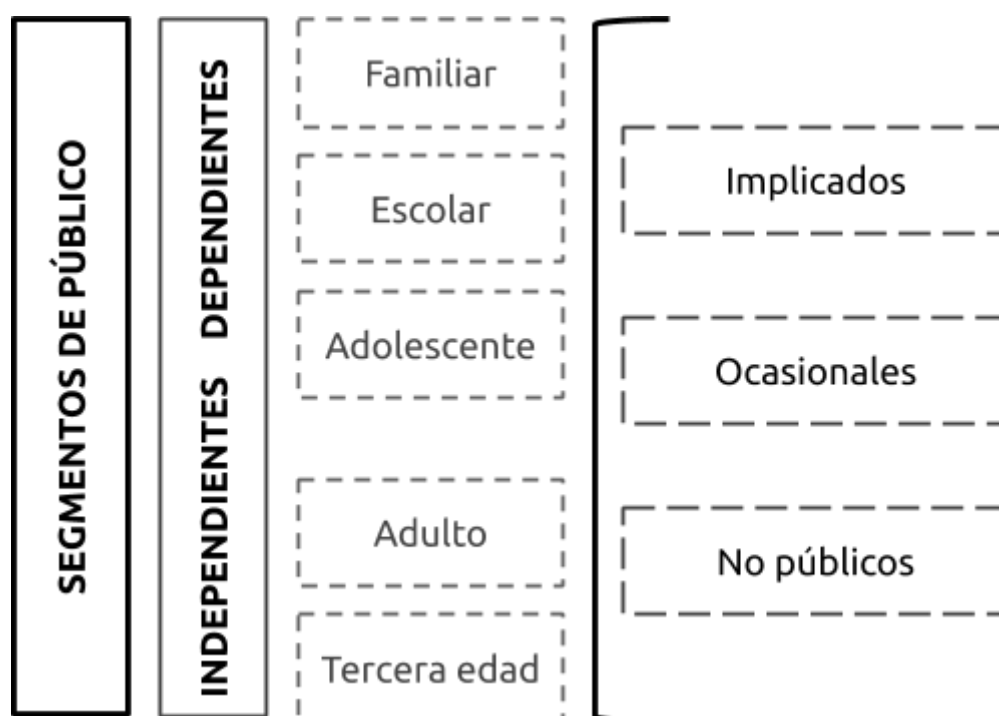 SEGMENTOS DE PÚBLICO
INDEPENDIENTES DEPENDIENTES
Familiar
Escolar
Adolescente
Adulto
Tercera edad
Implicados
Ocasionales
No públicos